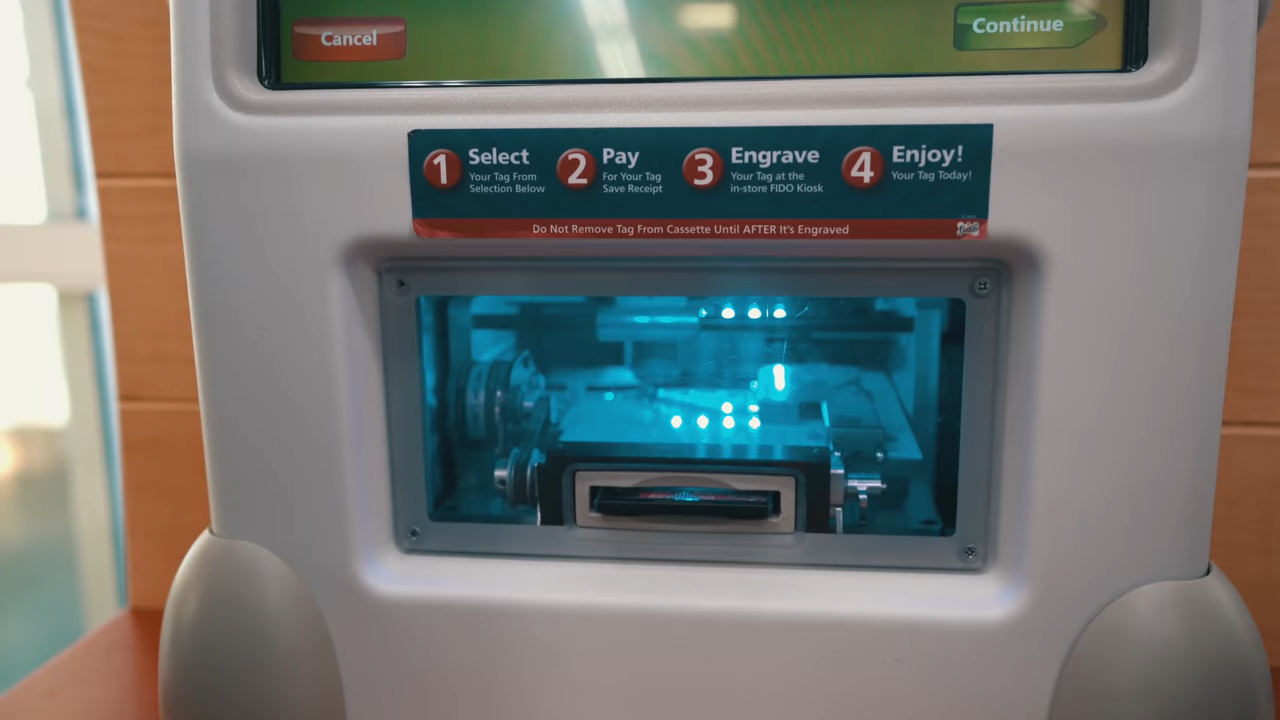 Cancel
Continue
1 Select
Your Tag From
Selection Below
2 Pay
For Your Tag
Save Receipt
3 Engrave
Your Tag at the
in-store FIDO Kiosk
4 Enjoy!
Your Tag Today!
Do Not Remove Tag From Cassette Until AFTER It's Engraved
fido